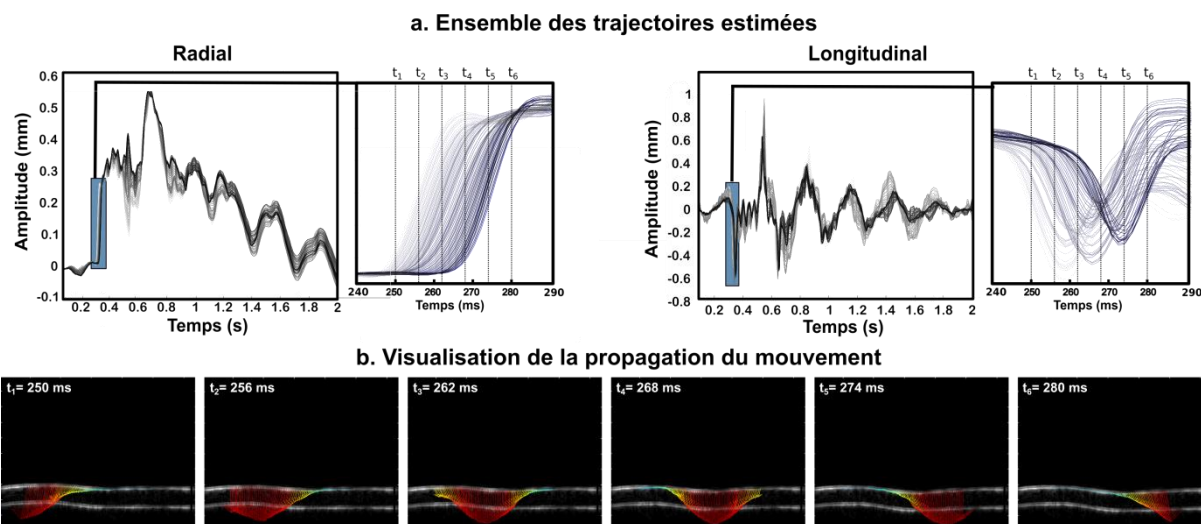 a. Ensemble des trajectoires estimées
Radial
Longitudinal
t1 t2 t3 t4 t5 t6
t1 t2 t3 t4 t5 t6
Amplitude (mm)
0.6
0.5
0.4
0.3
0.2
0.1
0
-0.1
0.2 0.4 0.6 0.8 1 1.2 1.4 1.6 1.8 2
Temps (s)
240 250 260 270 280 290
Temps (ms)
Amplitude (mm)
1
0.8
0.6
0.4
0.2
0
-0.2
-0.4
-0.6
-0.8
0.2 0.4 0.6 0.8 1 1.2 1.4 1.6 1.8 2
Temps (s)
240 250 260 270 280 290
Temps (ms)
b. Visualisation de la propagation du mouvement
t1= 250 ms
t2= 256 ms
t3= 262 ms
t4= 268 ms
t5= 274 ms
t6= 280 ms